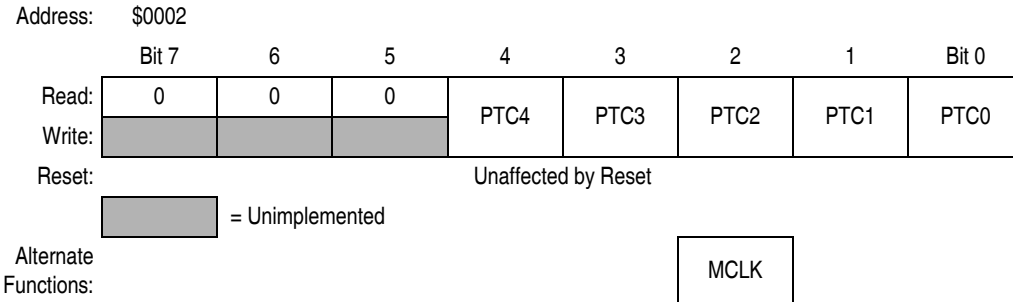 Address: $0002
Bit 7 6 5 4 3 2 1 Bit 0
Read: 0 0 0 PTC4 PTC3 PTC2 PTC1 PTC0
Write:
Reset: Unaffected by Reset
= Unimplemented
Alternate
Functions: MCLK